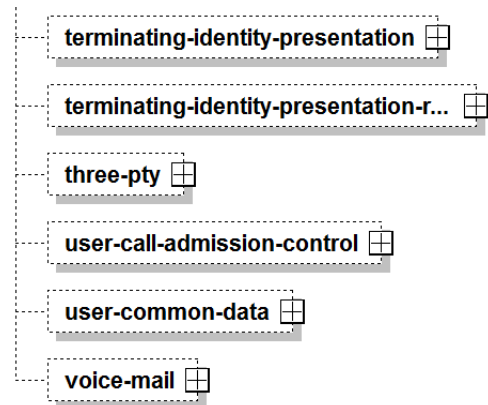 terminating-identity-presentation
terminating-identity-presentation-r...
three-pty
user-call-admission-control
user-common-data
voice-mail